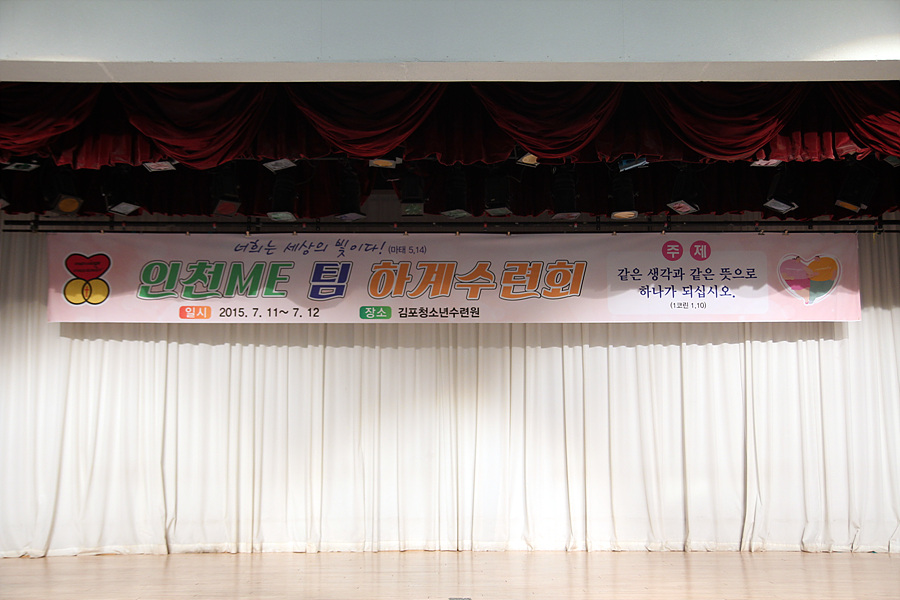 너희는 세상의 빛이다! (마태 5,14)
인천ME 팀 하계수련회
일시 2015. 7. 11~ 7. 12 장소 김포청소년수련원
주 제
같은 생각과 같은 뜻으로
하나가 되십시오.
(1코린 1,10)